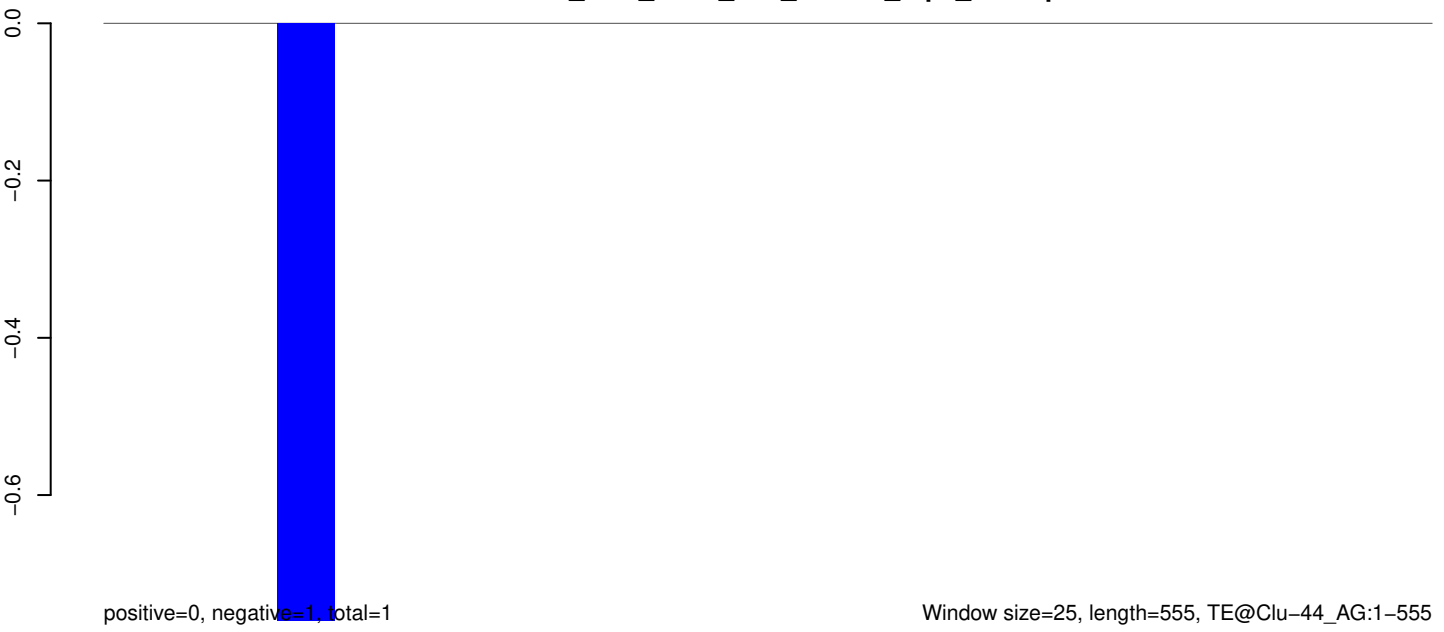 0.0
−0.2
−0.4
−0.6
positive=0, negative=1, total=1
Window size=25, length=555, TE@Clu−44_AG:1−555